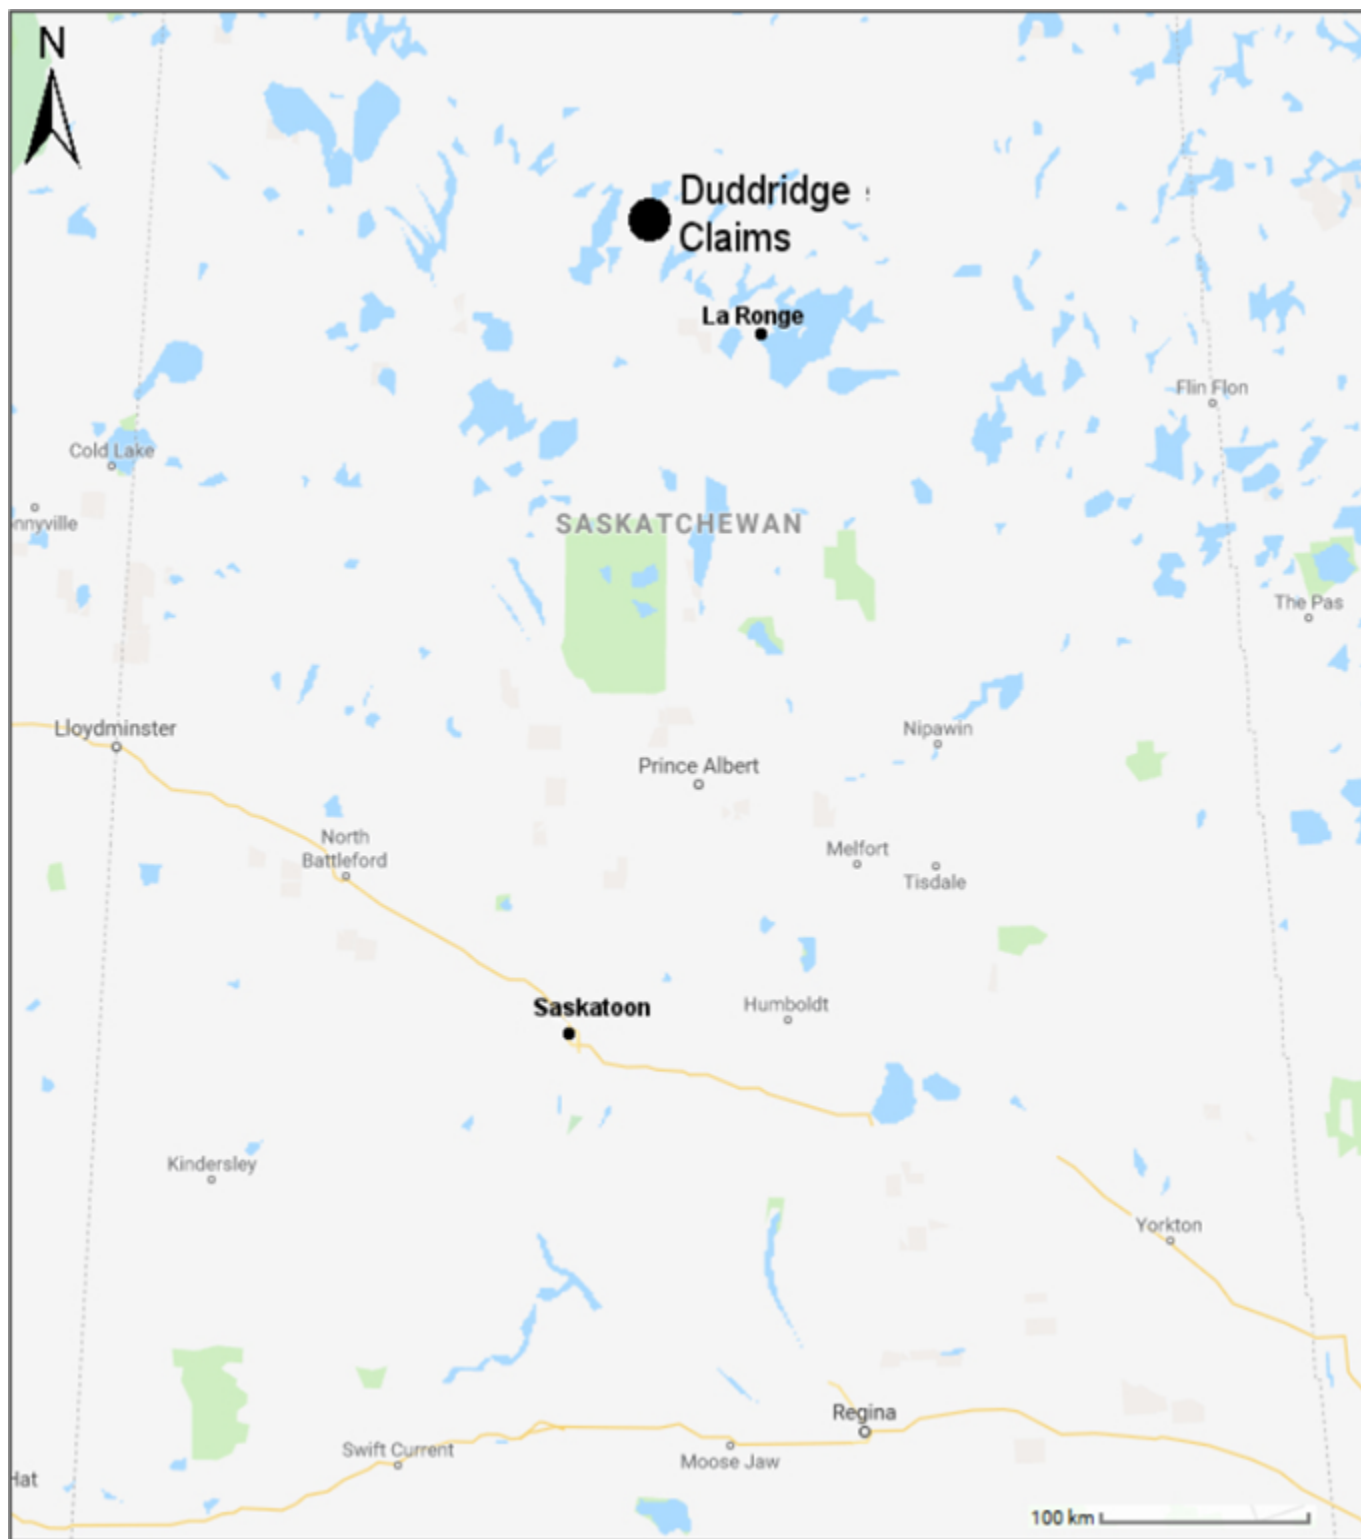 N
Duddridge
Claims
La Ronge
Flin Flon
Cold Lake
nnyville
SASKATCHEWAN
The Pas
Lloydminster
Nipawin
Prince Albert
North
Battleford
Melfort
Tisdale
Saskatoon
Humboldt
Kindersley
Yorkton
Regina
Swift Current
Moose Jaw
Hat
100 km